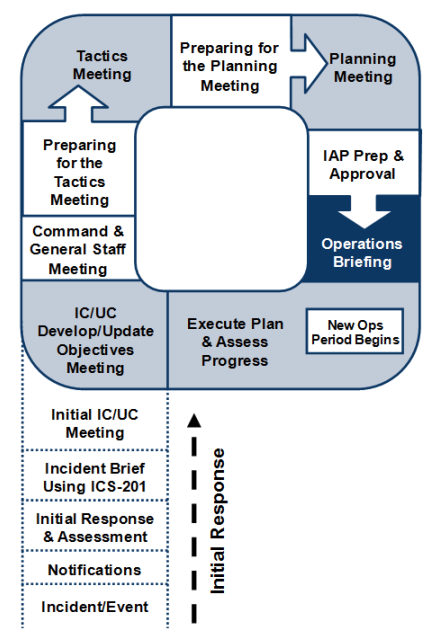 Tactics
Meeting
Preparing for
the Planning
Meeting
Planning
Meeting
Preparing
for the
Tactics
Meeting
IAP Prep &
Approval
Command &
General Staff
Meeting
Operations
Briefing
IC/UC
Develop/Update
Objectives
Meeting
Execute Plan
& Assess
Progress
New Ops
Period Begins
Initial IC/UC
Meeting
Incident Brief
Using ICS-201
Initial Response
& Assessment
Notifications
Incident/Event
Initial Response